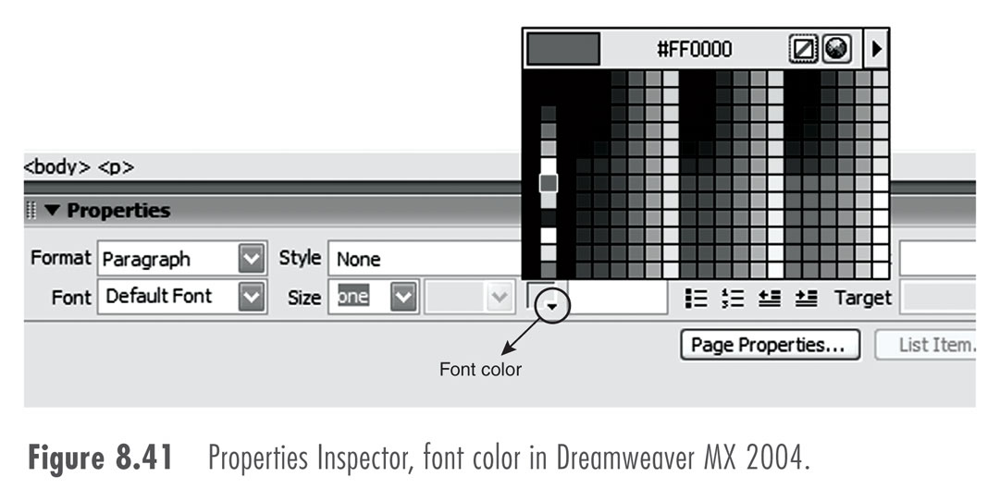 #FF0000
<body> <p>
Properties
Format Paragraph Style None
Font Default Font Size one Target
Page Properties... List Item.
Font color
Figure 8.41 Properties Inspector, font color in Dreamweaver MX 2004.